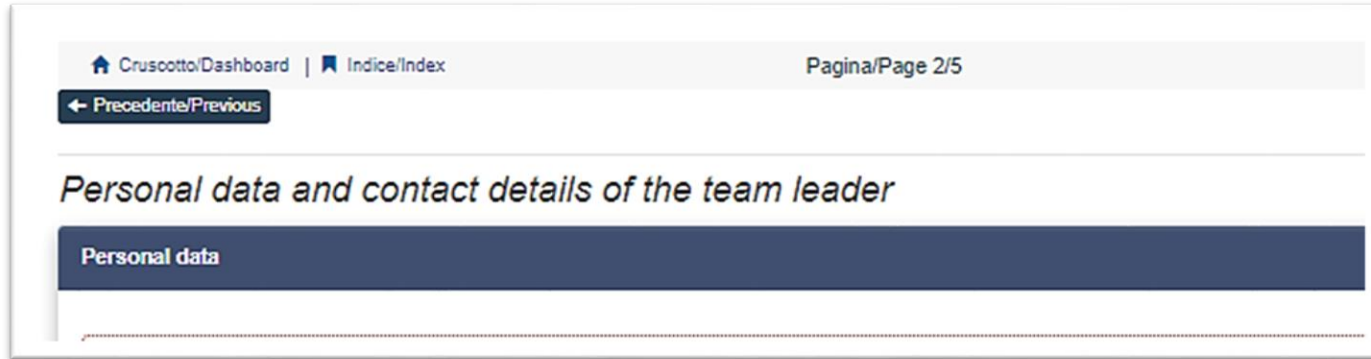 Cruscotto/Dashboard | Indice/Index Pagina/Page 2/5
Precedente/Previous
Personal data and contact details of the team leader
Personal data